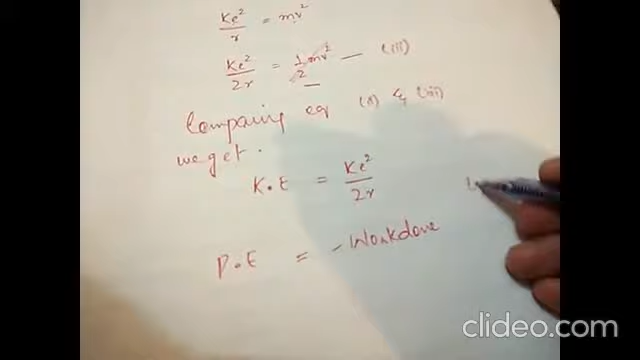 Ke²/r = mv²
Ke²/2r = 1/2 mv² — (iii)
Comparing eq (ii) & (iii)
we get.
K.E = Ke²/2r
P.E = - Workdone
clideo.com